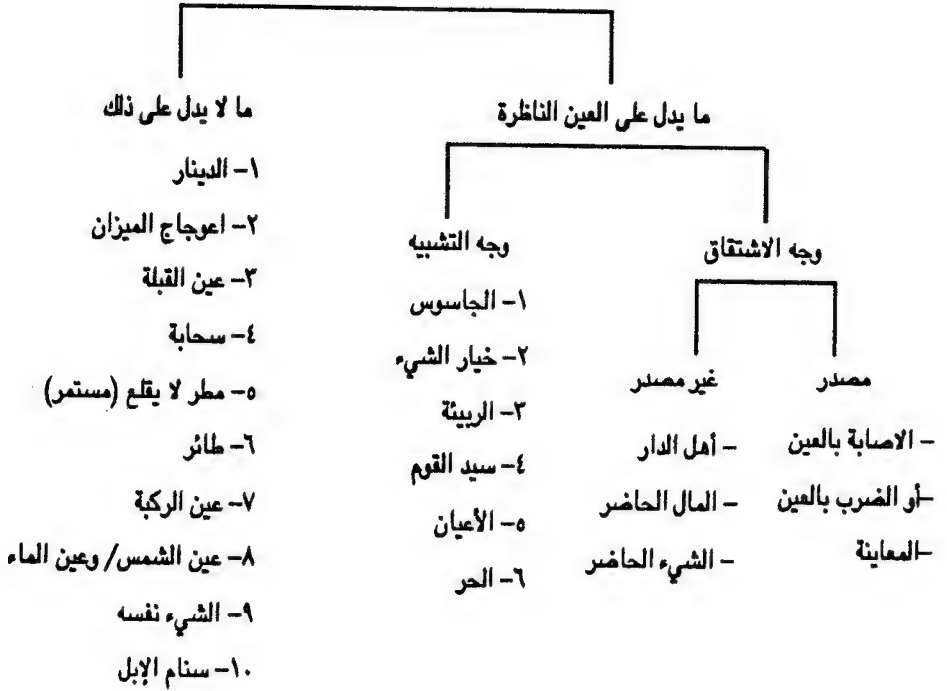 ما يدل على العين الناظرة
وجه الاشتقاق
مصدر
– الاصابة بالعين
–أو الضرب بالعين
–المعاينة
غير مصدر
– أهل الدار
– المال الحاضر
– الشيء الحاضر
وجه التشبيه
١– الجاسوس
٢– خيار الشيء
٣– الربيئة
٤– سيد القوم
٥– الأعيان
٦– الحر
ما لا يدل على ذلك
١– الدينار
٢– اعوجاج الميزان
٣– عين القبلة
٤– سحابة
٥– مطر لا يقلع (مستمر)
٦– طائر
٧– عين الركبة
٨– عين الشمس/ وعين الماء
٩– الشيء نفسه
١٠– سنام الإبل